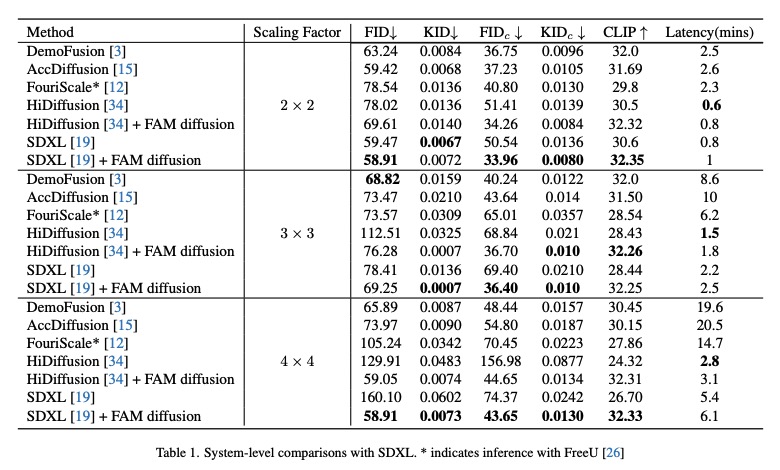 Method Scaling Factor FID↓ KID↓ FID_c ↓ KID_c ↓ CLIP ↑ Latency(mins)
DemoFusion [3] 63.24 0.0084 36.75 0.0096 32.0 2.5
AccDiffusion [15] 59.42 0.0068 37.23 0.0105 31.69 2.6
FouriScale* [12] 78.54 0.0136 40.80 0.0130 29.8 2.3
HiDiffusion [34] 2 × 2 78.02 0.0136 51.41 0.0139 30.5 0.6
HiDiffusion [34] + FAM diffusion 69.61 0.0140 34.26 0.0084 32.32 0.8
SDXL [19] 59.47 0.0067 50.54 0.0136 30.6 0.8
SDXL [19] + FAM diffusion 58.91 0.0072 33.96 0.0080 32.35 1
DemoFusion [3] 68.82 0.0159 40.24 0.0122 32.0 8.6
AccDiffusion [15] 73.47 0.0210 43.64 0.014 31.50 10
FouriScale* [12] 73.57 0.0309 65.01 0.0357 28.54 6.2
HiDiffusion [34] 3 × 3 112.51 0.0325 68.84 0.021 28.43 1.5
HiDiffusion [34] + FAM diffusion 76.28 0.0007 36.70 0.010 32.26 1.8
SDXL [19] 78.41 0.0136 69.40 0.0210 28.44 2.2
SDXL [19] + FAM diffusion 69.25 0.0007 36.40 0.010 32.25 2.5
DemoFusion [3] 65.89 0.0087 48.44 0.0157 30.45 19.6
AccDiffusion [15] 73.97 0.0090 54.80 0.0187 30.15 20.5
FouriScale* [12] 105.24 0.0342 70.45 0.0223 27.86 14.7
HiDiffusion [34] 4 × 4 129.91 0.0483 156.98 0.0877 24.32 2.8
HiDiffusion [34] + FAM diffusion 59.05 0.0074 44.65 0.0134 32.31 3.1
SDXL [19] 160.10 0.0602 74.37 0.0242 26.70 5.4
SDXL [19] + FAM diffusion 58.91 0.0073 43.65 0.0130 32.33 6.1
Table 1. System-level comparisons with SDXL. * indicates inference with FreeU [26]